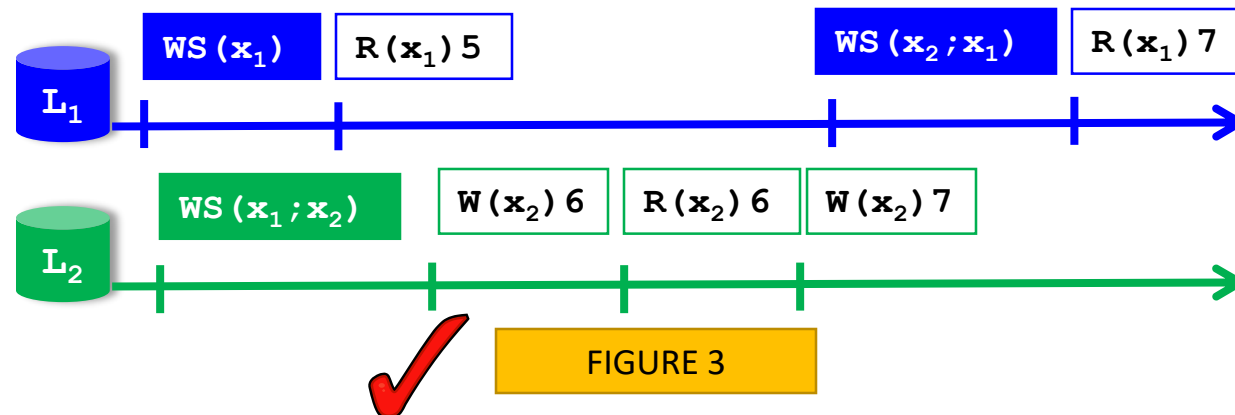 WS(x₁) R(x₁)5 WS(x₂;x₁) R(x₁)7
L₁
WS(x₁;x₂) W(x₂)6 R(x₂)6 W(x₂)7
L₂
FIGURE 3